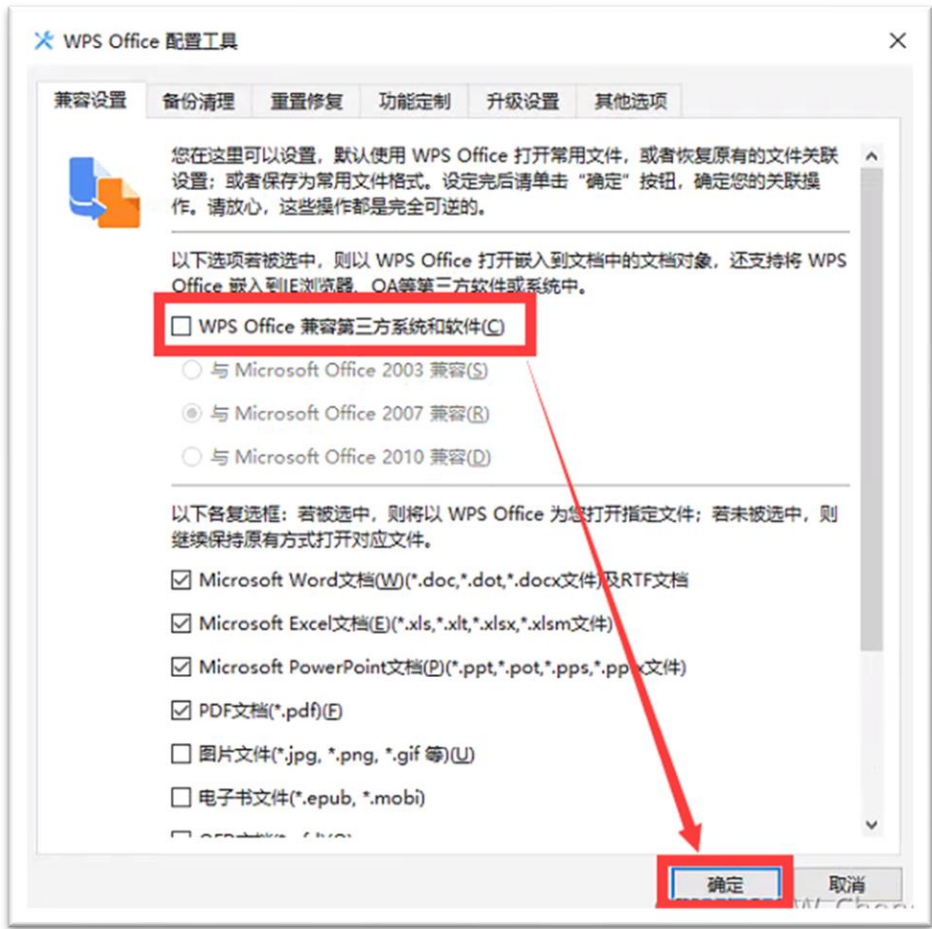 WPS Office 配置工具
兼容设置 备份清理 重置修复 功能定制 升级设置 其他选项
您在这里可以设置，默认使用 WPS Office 打开常用文件，或者恢复原有的文件关联
设置；或者保存为常用文件格式。设定完后请单击“确定”按钮，确定您的关联操
作。请放心，这些操作都是完全可逆的。
以下选项若被选中，则以 WPS Office 打开嵌入到文档中的文档对象，还支持将 WPS
Office 嵌入到IE浏览器、OA等第三方软件或系统中。
WPS Office 兼容第三方系统和软件(C)
与 Microsoft Office 2003 兼容(S)
与 Microsoft Office 2007 兼容(R)
与 Microsoft Office 2010 兼容(D)
以下各复选框：若被选中，则将以 WPS Office 为您打开指定文件；若未被选中，则
继续保持原有方式打开对应文件。
Microsoft Word文档(W)(*.doc,*.dot,*.docx文件)及RTF文档
Microsoft Excel文档(E)(*.xls,*.xlt,*.xlsx,*.xlsm文件)
Microsoft PowerPoint文档(P)(*.ppt,*.pot,*.pps,*.pptx文件)
PDF文档(*.pdf)(F)
图片文件(*.jpg, *.png, *.gif 等)(U)
电子书文件(*.epub, *.mobi)
确定 取消